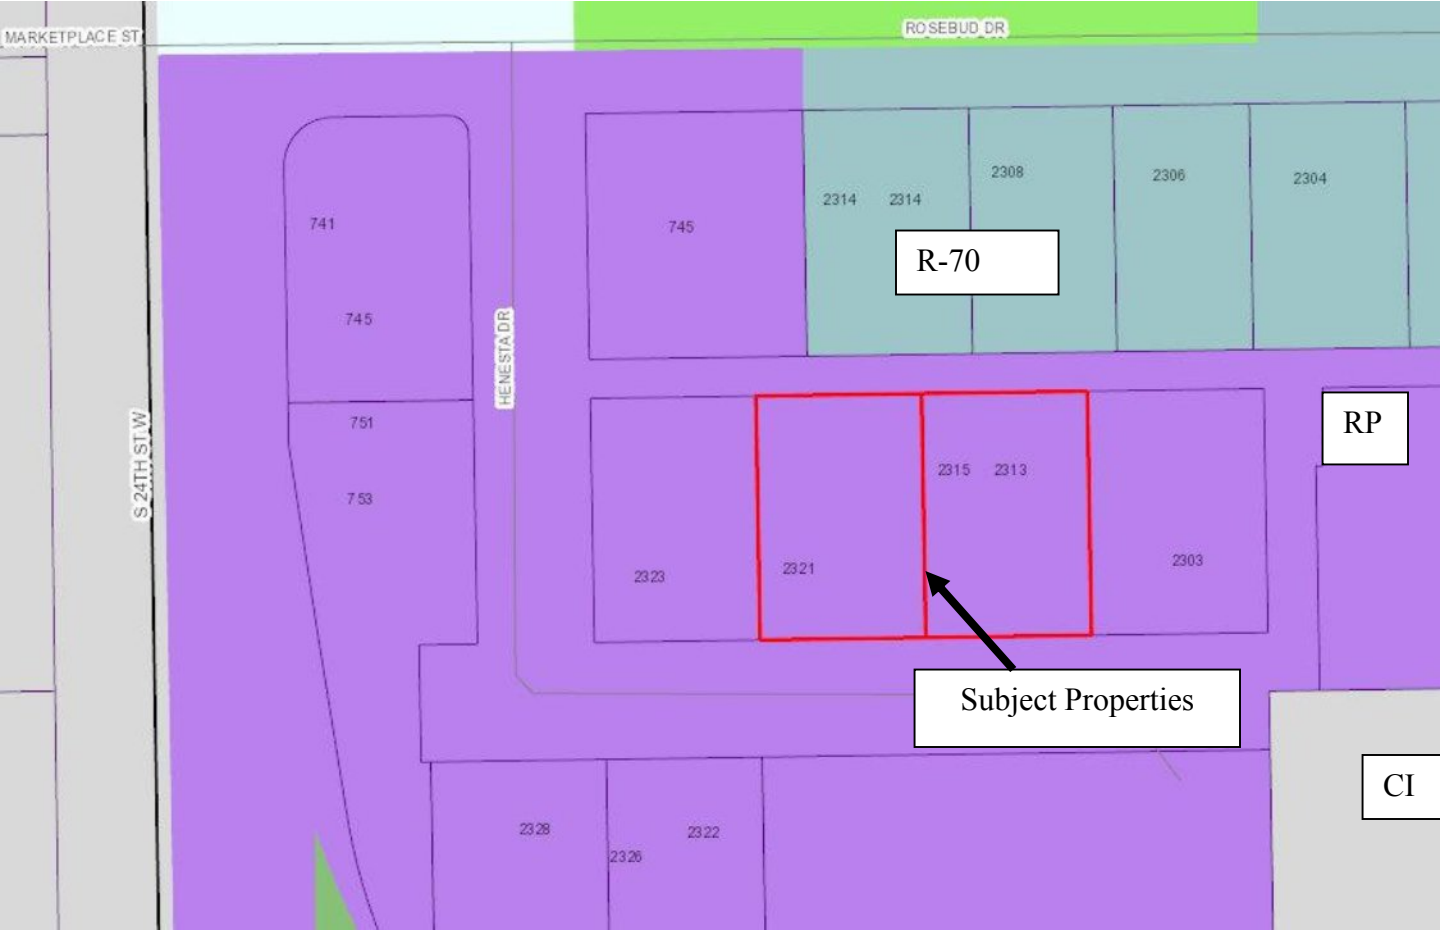 MARKETPLACE ST
ROSEBUD DR
2308
2306
2304
2314 2314
741
745
R-70
745
HENESTA DR
RP
751
S 24TH ST W
2315 2313
753
2303
2321
2323
Subject Properties
CI
2328
2322
2326